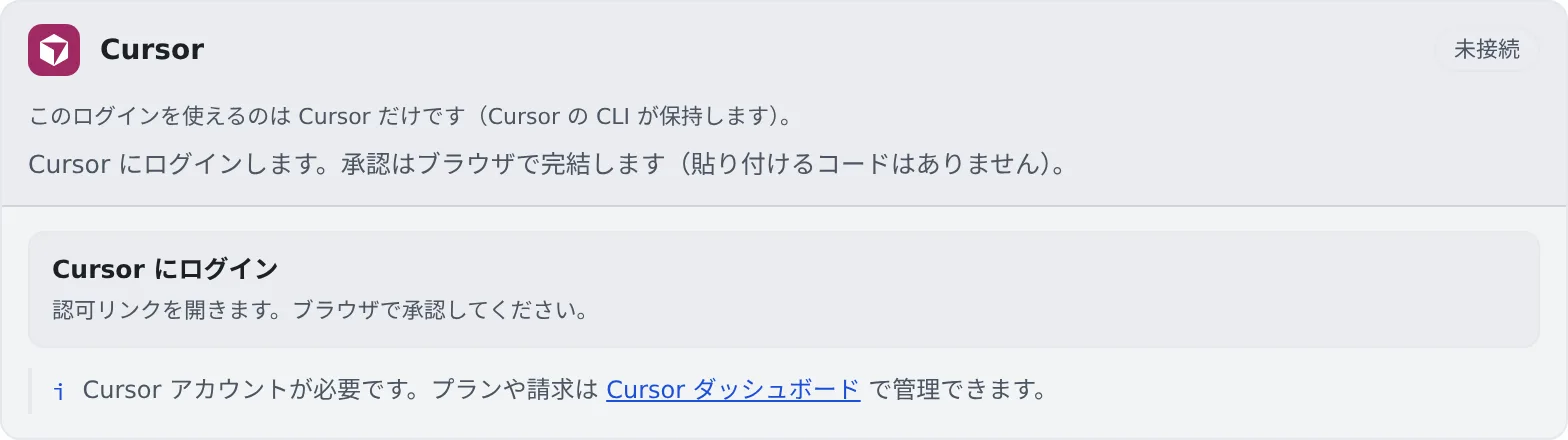 Cursor
未接続
このログインを使えるのは Cursor だけです（Cursor の CLI が保持します）。
Cursor にログインします。承認はブラウザで完結します（貼り付けるコードはありません）。
Cursor にログイン
認可リンクを開きます。ブラウザで承認してください。
i Cursor アカウントが必要です。プランや請求は Cursor ダッシュボード で管理できます。